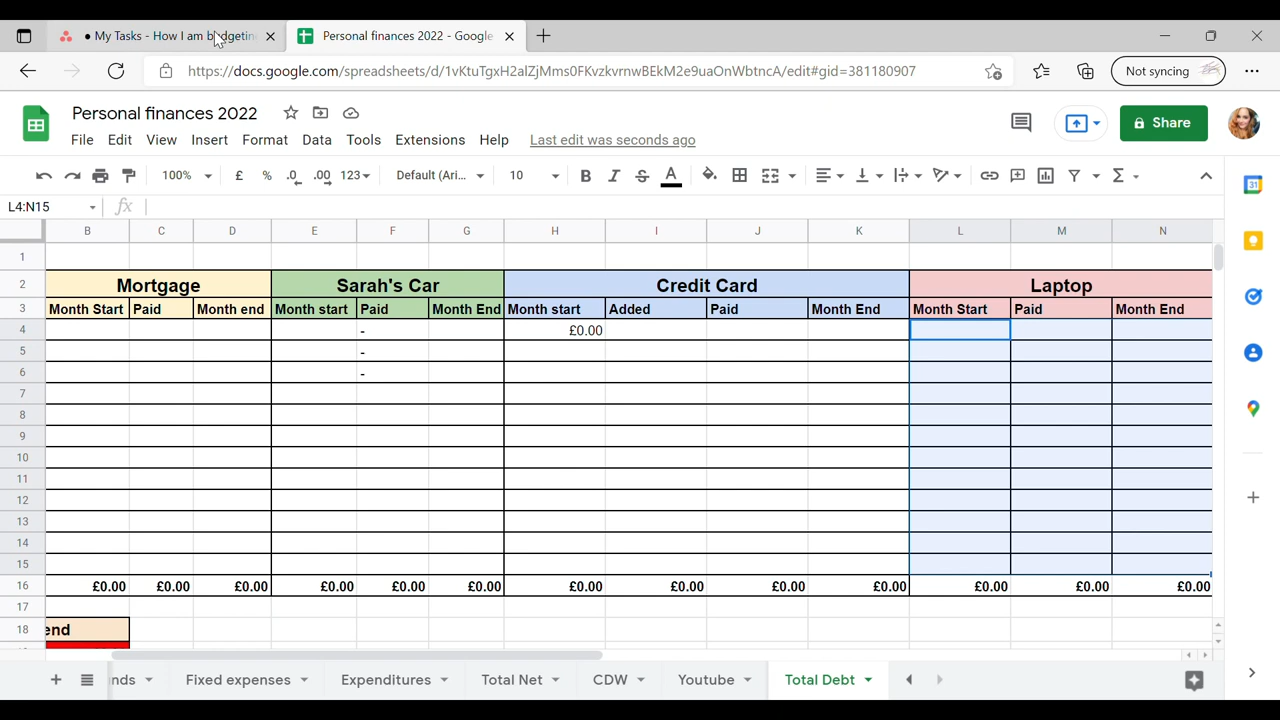 ● My Tasks - How I am budgetin
Personal finances 2022 - Google
https://docs.google.com/spreadsheets/d/1vKtuTgxH2alZjMms0FKvzkvrnwBEkM2e9uaOnWbtncA/edit#gid=381180907
Not syncing
Personal finances 2022
File Edit View Insert Format Data Tools Extensions Help Last edit was seconds ago
Share
100% £ % .0 .00 123 Default (Ari... 10 B I S A Σ
L4:N15 fx
B C D E F G H I J K L M N
1
2 Mortgage Sarah's Car Credit Card Laptop
3 Month Start Paid Month end Month start Paid Month End Month start Added Paid Month End Month Start Paid Month End
4 - £0.00
5 -
6 -
7
8
9
10
11
12
13
14
15
16 £0.00 £0.00 £0.00 £0.00 £0.00 £0.00 £0.00 £0.00 £0.00 £0.00 £0.00 £0.00 £0.00
17
18 end
+ nds Fixed expenses Expenditures Total Net CDW Youtube Total Debt
31